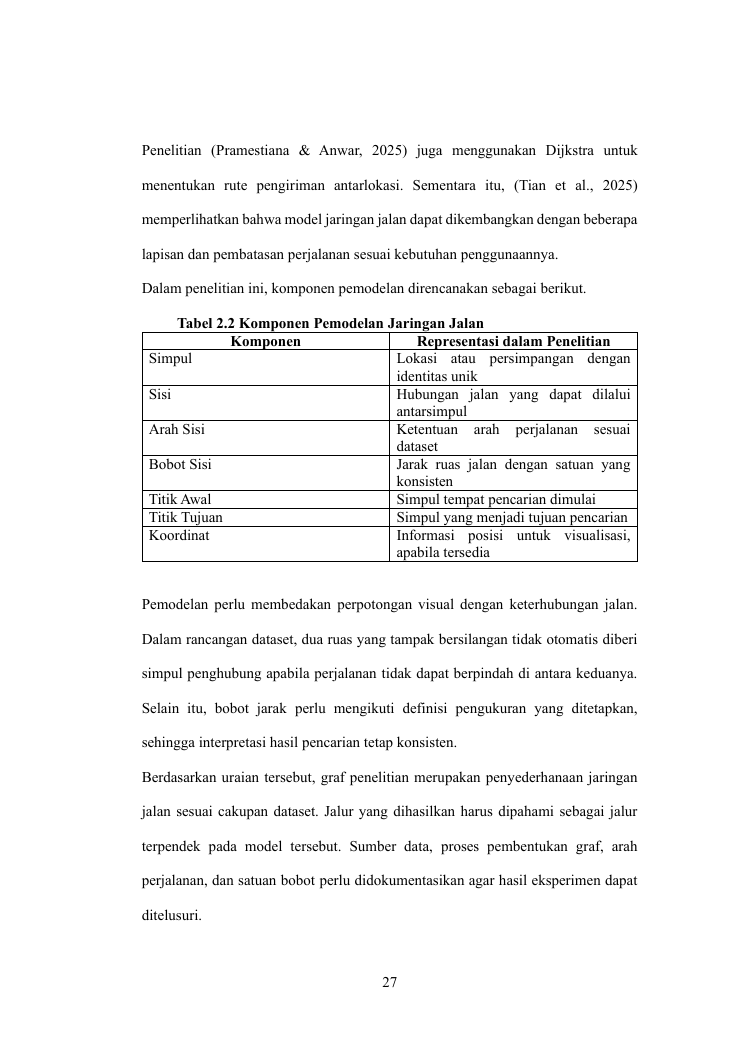 Penelitian (Pramestiana & Anwar, 2025) juga menggunakan Dijkstra untuk
menentukan rute pengiriman antarlokasi. Sementara itu, (Tian et al., 2025)
memperlihatkan bahwa model jaringan jalan dapat dikembangkan dengan beberapa
lapisan dan pembatasan perjalanan sesuai kebutuhan penggunaannya.
Dalam penelitian ini, komponen pemodelan direncanakan sebagai berikut.
Tabel 2.2 Komponen Pemodelan Jaringan Jalan
Komponen Representasi dalam Penelitian
Simpul Lokasi atau persimpangan dengan
identitas unik
Sisi Hubungan jalan yang dapat dilalui
antarsimpul
Arah Sisi Ketentuan arah perjalanan sesuai
dataset
Bobot Sisi Jarak ruas jalan dengan satuan yang
konsisten
Titik Awal Simpul tempat pencarian dimulai
Titik Tujuan Simpul yang menjadi tujuan pencarian
Koordinat Informasi posisi untuk visualisasi,
apabila tersedia
Pemodelan perlu membedakan perpotongan visual dengan keterhubungan jalan.
Dalam rancangan dataset, dua ruas yang tampak bersilangan tidak otomatis diberi
simpul penghubung apabila perjalanan tidak dapat berpindah di antara keduanya.
Selain itu, bobot jarak perlu mengikuti definisi pengukuran yang ditetapkan,
sehingga interpretasi hasil pencarian tetap konsisten.
Berdasarkan uraian tersebut, graf penelitian merupakan penyederhanaan jaringan
jalan sesuai cakupan dataset. Jalur yang dihasilkan harus dipahami sebagai jalur
terpendek pada model tersebut. Sumber data, proses pembentukan graf, arah
perjalanan, dan satuan bobot perlu didokumentasikan agar hasil eksperimen dapat
ditelusuri.
27